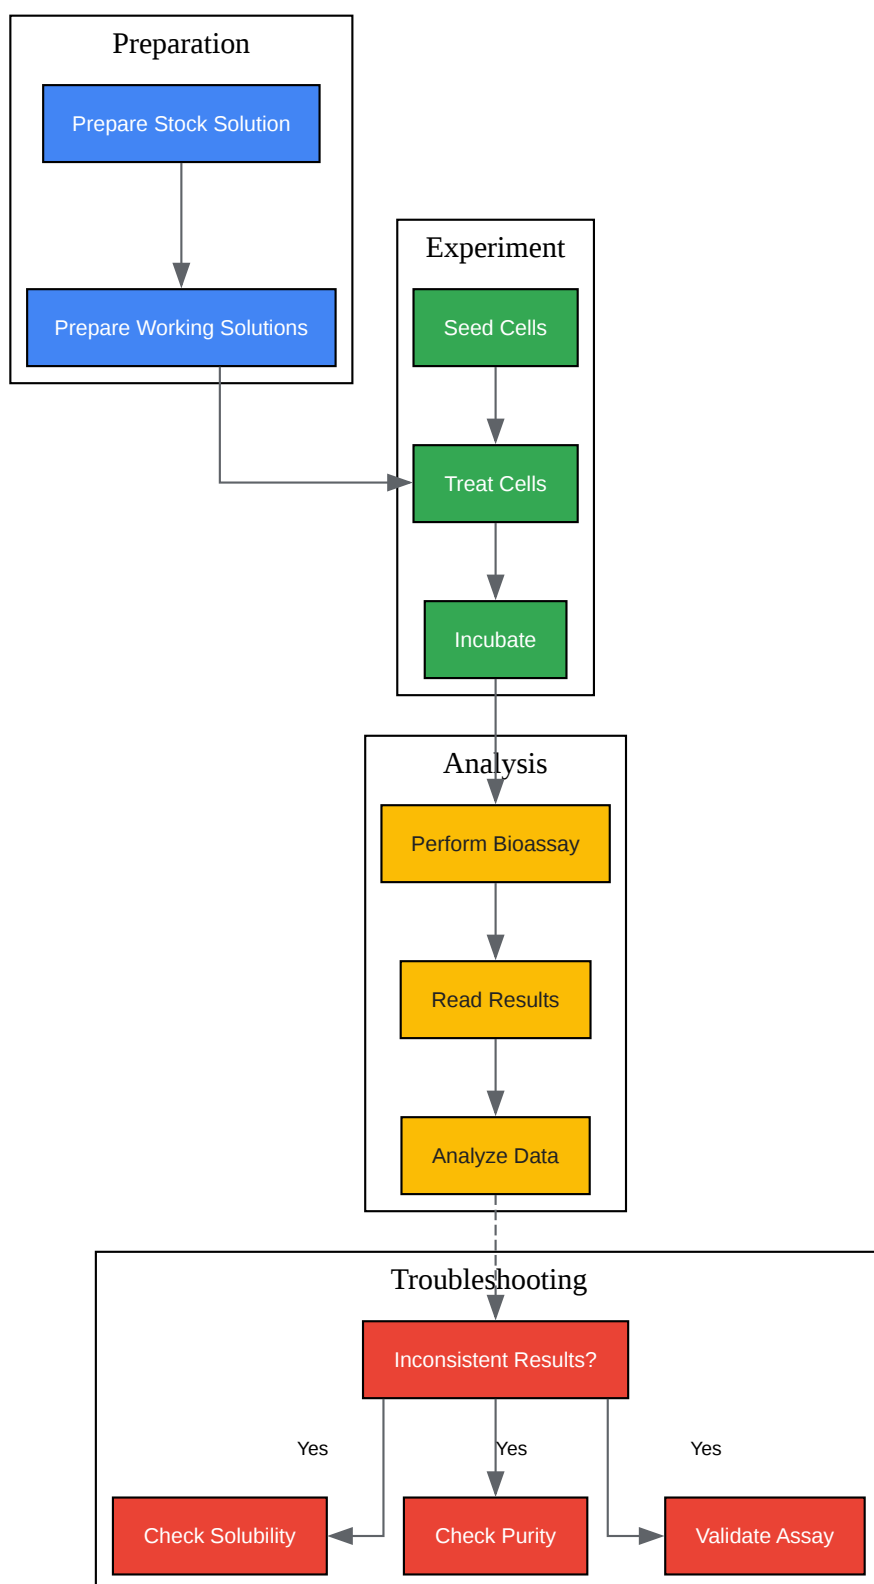 Preparation
Prepare Stock Solution
Prepare Working Solutions
Experiment
Seed Cells
Treat Cells
Incubate
Analysis
Perform Bioassay
Read Results
Analyze Data
Troubleshooting
Inconsistent Results?
Yes
Yes
Yes
Check Solubility
Check Purity
Validate Assay